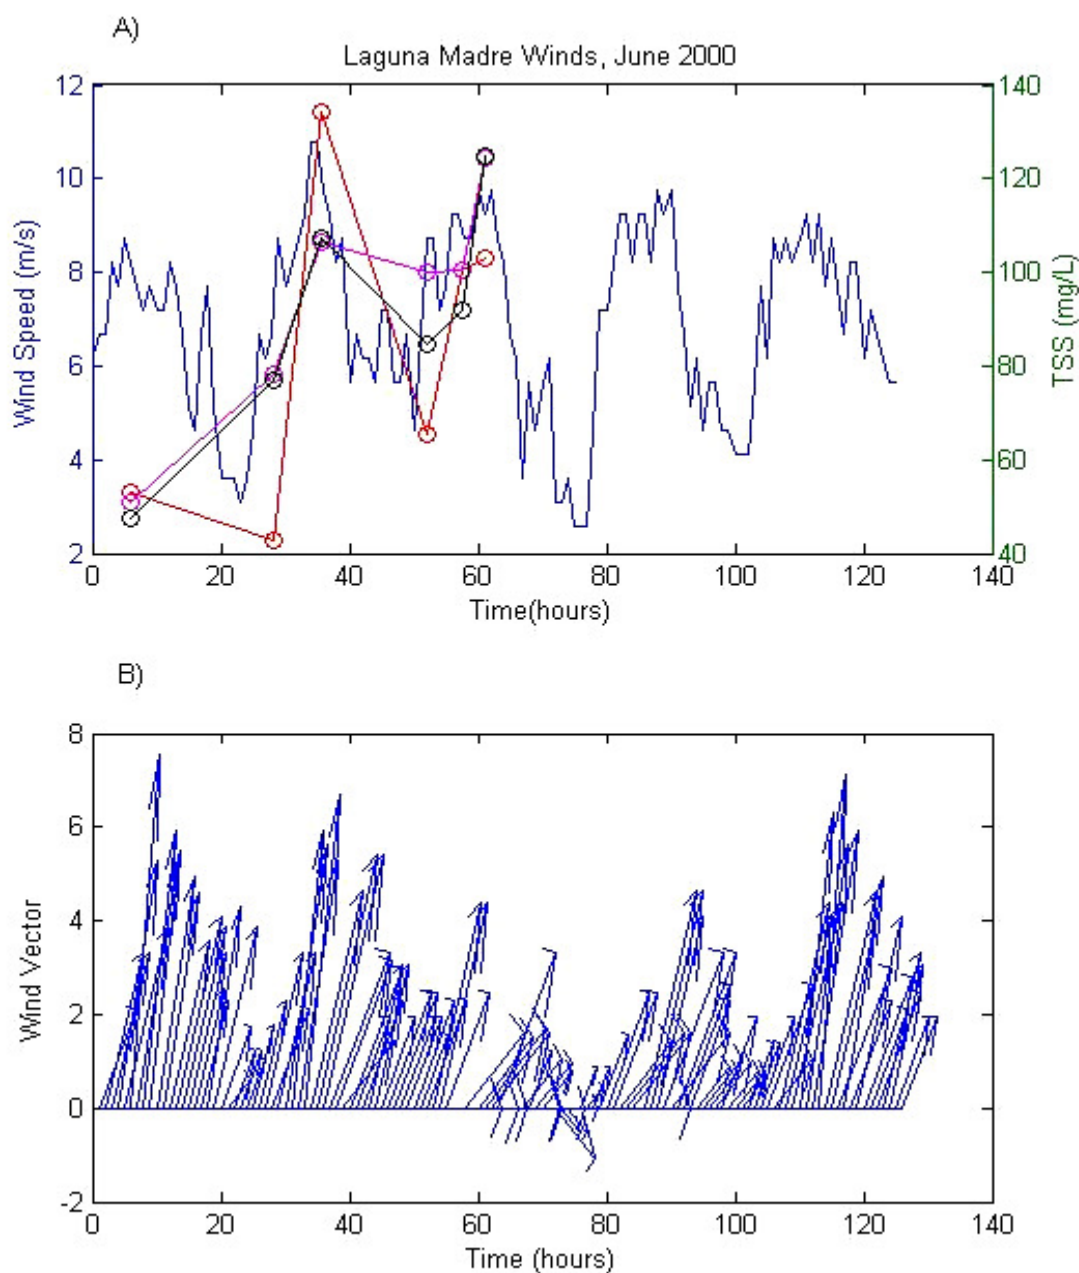 A)
Laguna Madre Winds, June 2000
12
10
8
6
4
2
Wind Speed (m/s)
140
120
100
80
60
40
TSS (mg/L)
0 20 40 60 80 100 120 140
Time(hours)
B)
8
6
4
2
0
-2
Wind Vector
0 20 40 60 80 100 120 140
Time (hours)